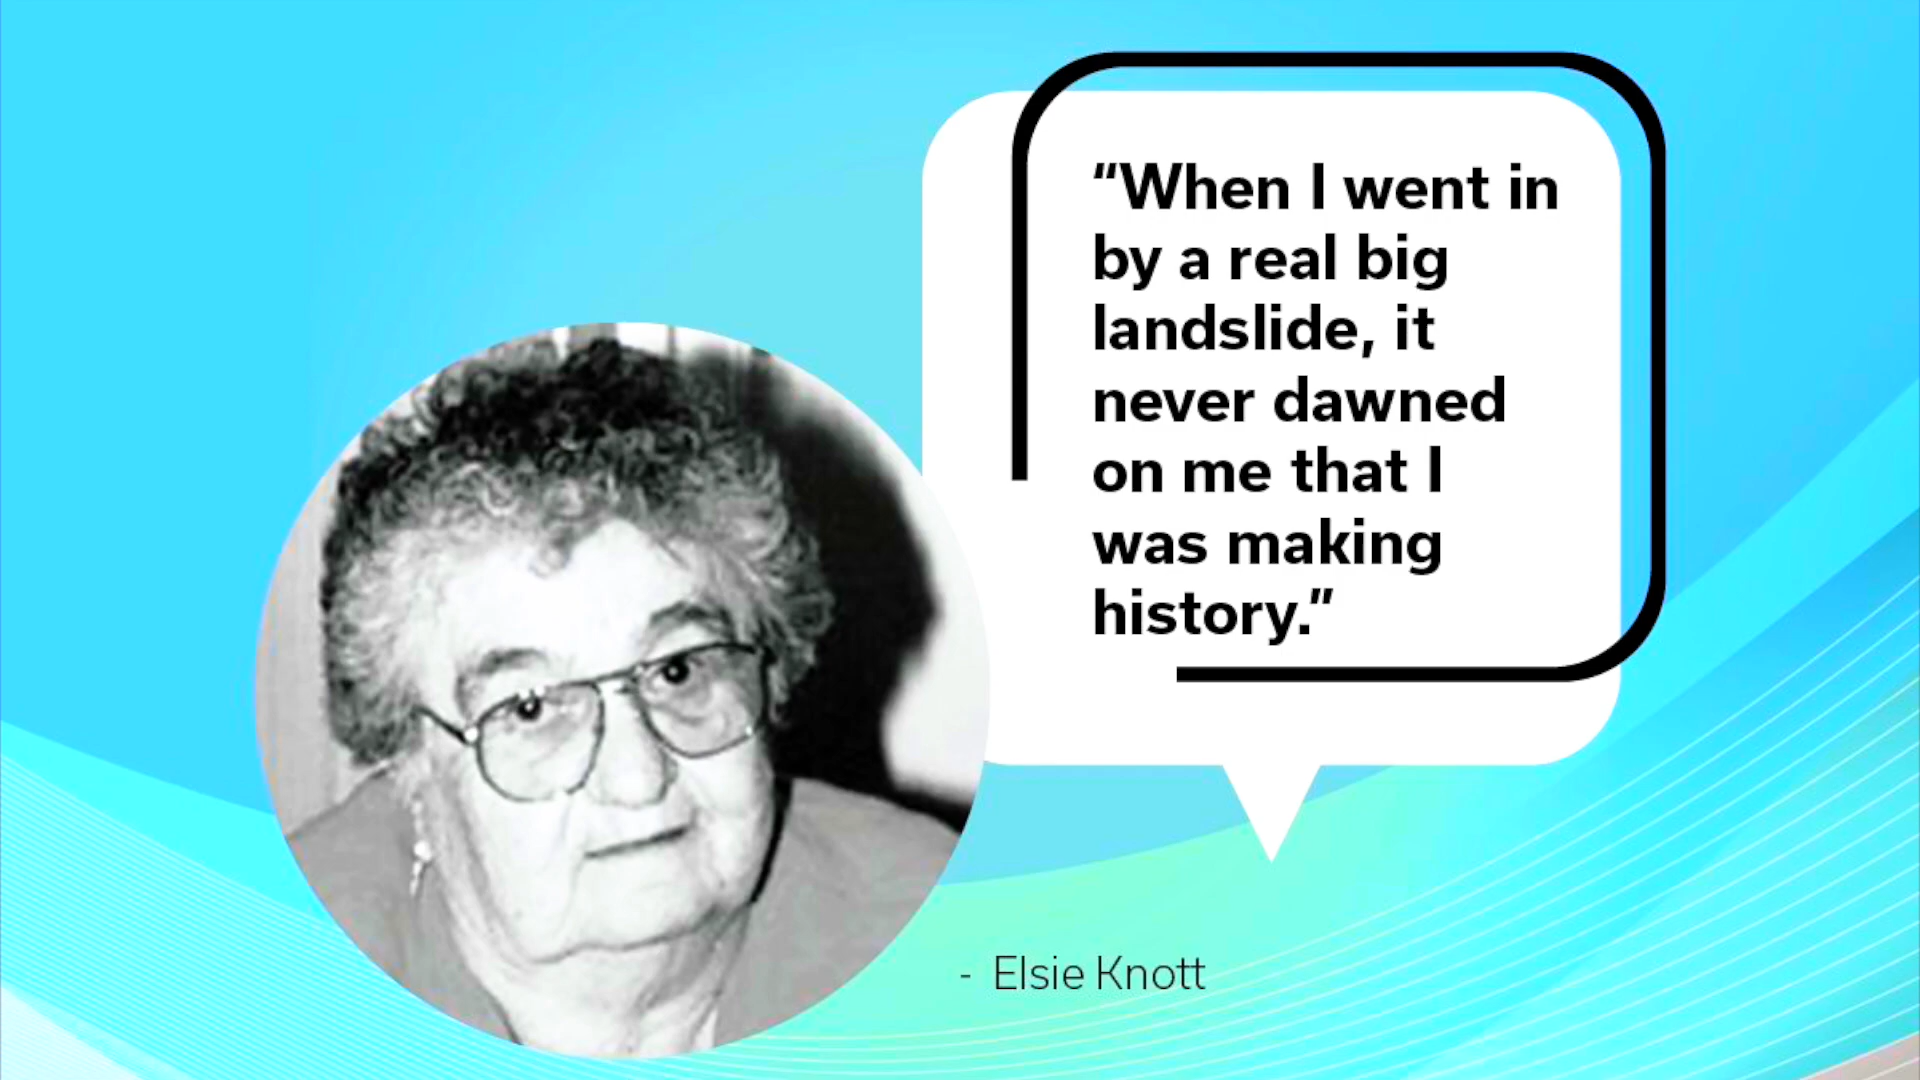 “When I went in
by a real big
landslide, it
never dawned
on me that I
was making
history.”
- Elsie Knott